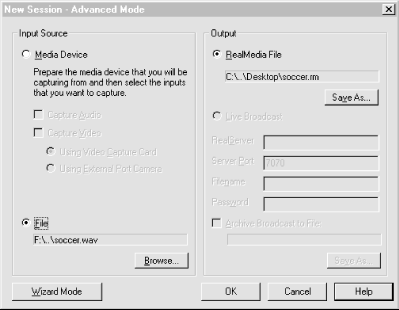 New Session - Advanced Mode
Input Source
Media Device
Prepare the media device that you will be
capturing from and then select the inputs
that you want to capture.
Capture Audio
Capture Video
Using Video Capture Card
Using External Port Camera
File
F:\..\soccer.wav
Browse...
Output
RealMedia File
C:\..\Desktop\soccer.rm
Save As...
Live Broadcast
RealServer
Server Port 7070
Filename
Password
Archive Broadcast to File
Save As...
Wizard Mode
OK
Cancel
Help